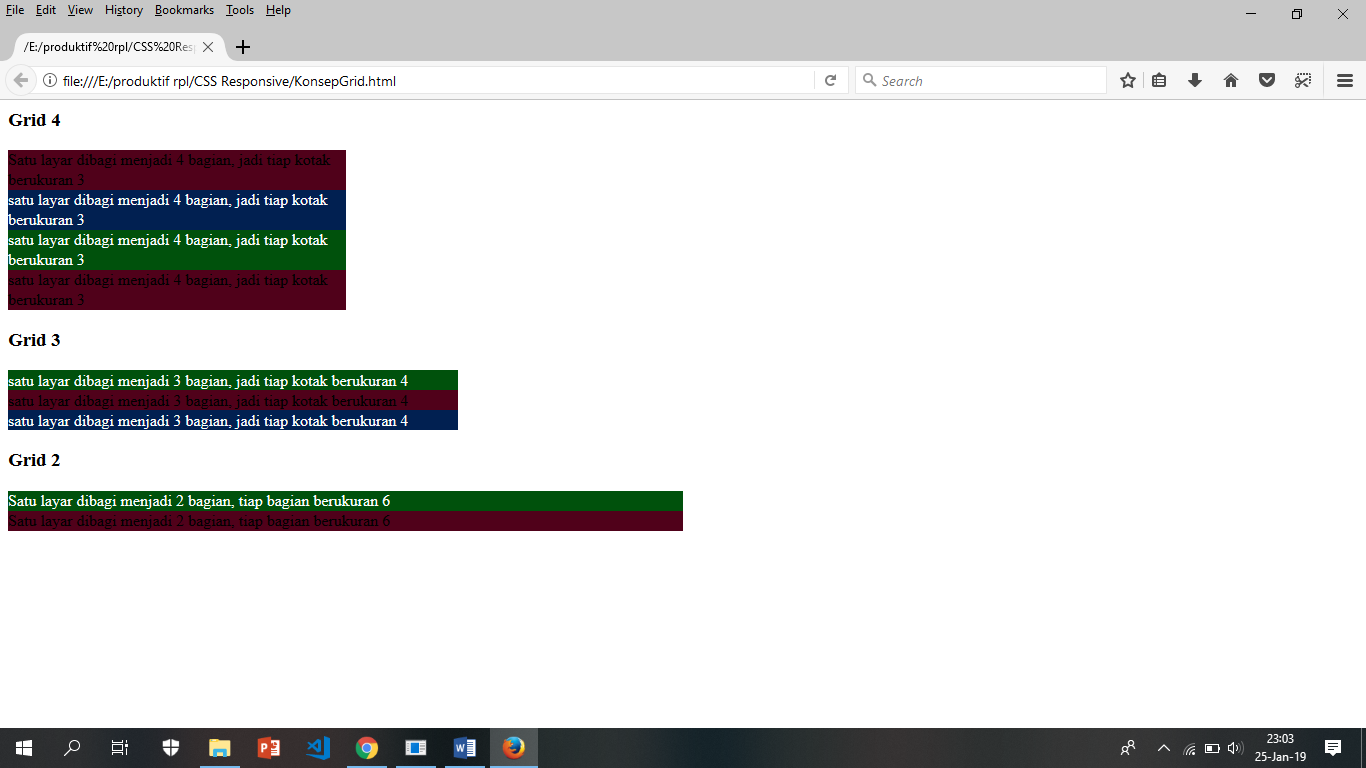 File Edit View History Bookmarks Tools Help
/E:/produktif%20rpl/CSS%20Res
file:///E:/produktif rpl/CSS Responsive/KonsepGrid.html
Search
Grid 4
Satu layar dibagi menjadi 4 bagian, jadi tiap kotak
berukuran 3
satu layar dibagi menjadi 4 bagian, jadi tiap kotak
berukuran 3
satu layar dibagi menjadi 4 bagian, jadi tiap kotak
berukuran 3
satu layar dibagi menjadi 4 bagian, jadi tiap kotak
berukuran 3
Grid 3
satu layar dibagi menjadi 3 bagian, jadi tiap kotak berukuran 4
satu layar dibagi menjadi 3 bagian, jadi tiap kotak berukuran 4
satu layar dibagi menjadi 3 bagian, jadi tiap kotak berukuran 4
Grid 2
Satu layar dibagi menjadi 2 bagian, tiap bagian berukuran 6
Satu layar dibagi menjadi 2 bagian, tiap bagian berukuran 6
23:03
25-Jan-19